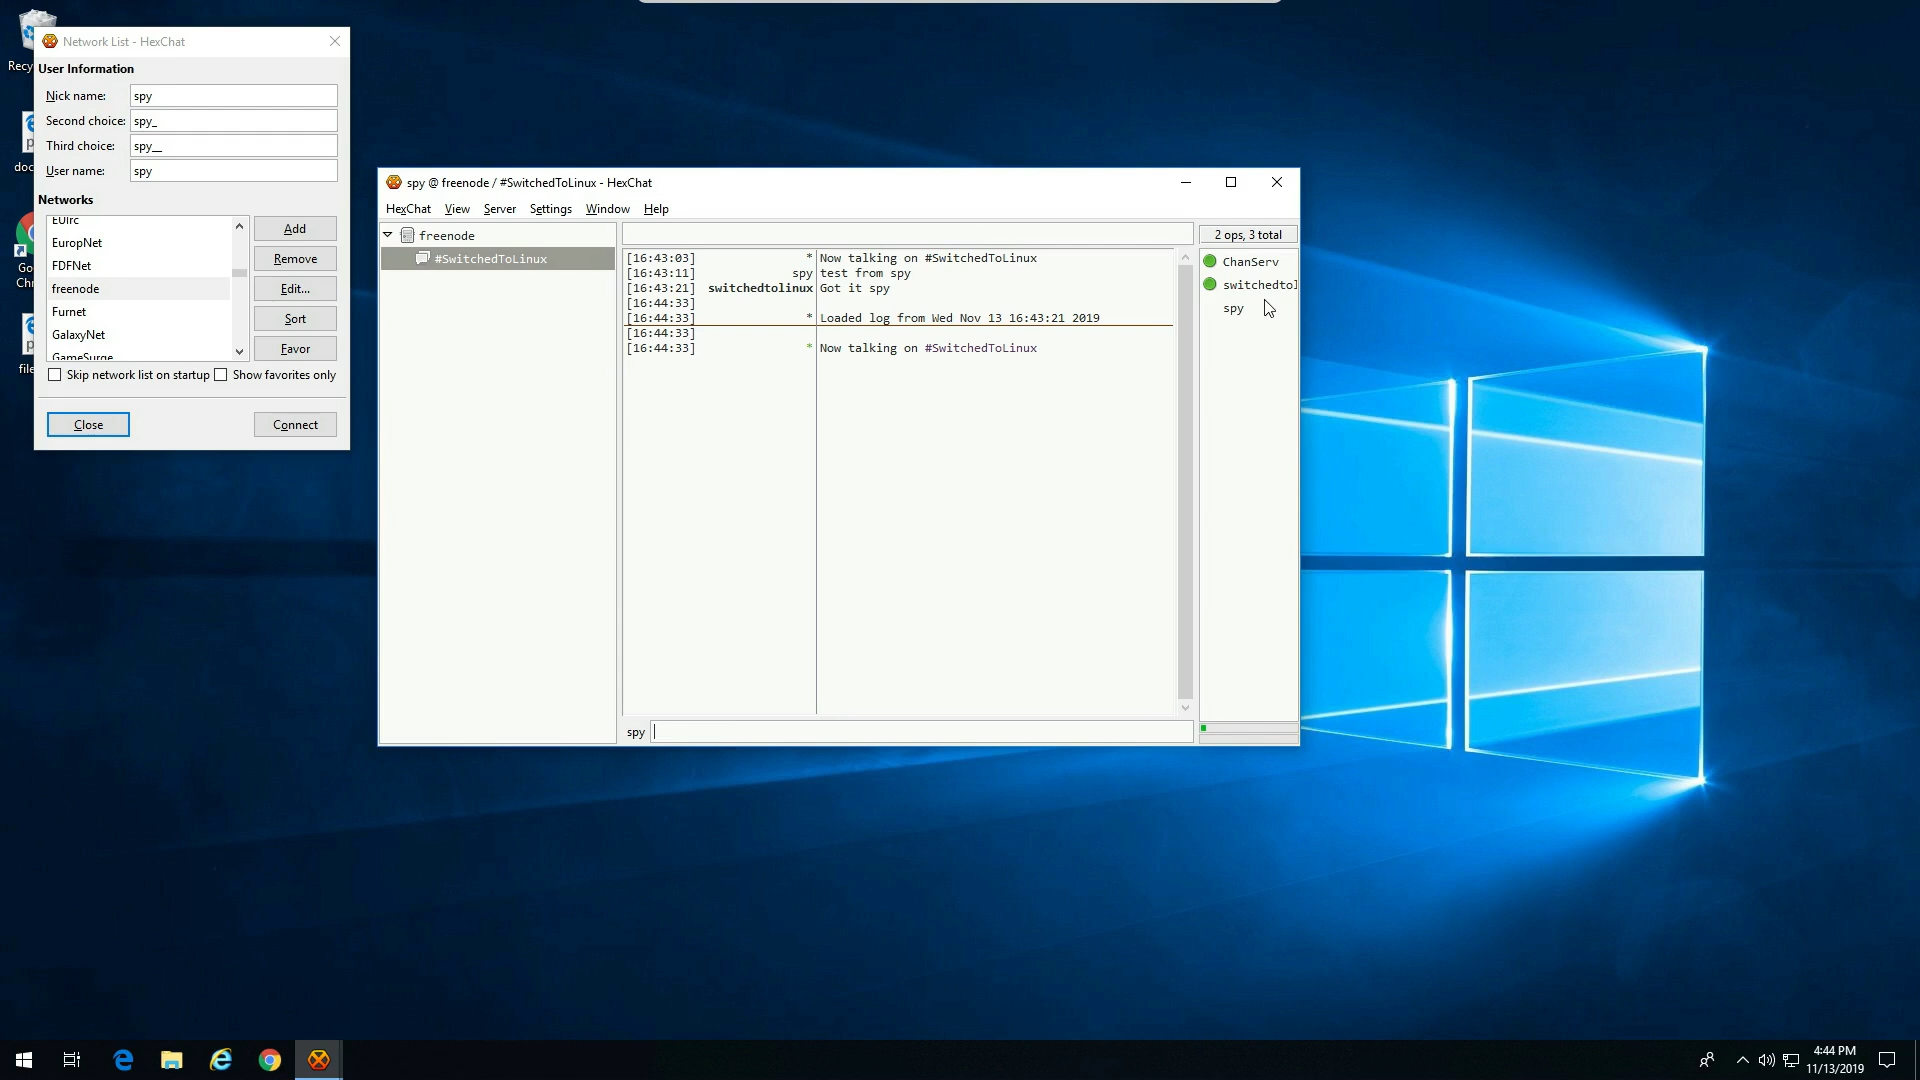 Recy
doc
Go
Chr
file
Network List - HexChat
User Information
Nick name: spy
Second choice: spy_
Third choice: spy__
User name: spy
Networks
EUIrc
EuropNet
FDFNet
freenode
Furnet
GalaxyNet
GameSurge
Add
Remove
Edit...
Sort
Favor
Skip network list on startup
Show favorites only
Close
Connect
spy @ freenode / #SwitchedToLinux - HexChat
HexChat View Server Settings Window Help
freenode
#SwitchedToLinux
[16:43:03] * Now talking on #SwitchedToLinux
[16:43:11] spy test from spy
[16:43:21] switchedtolinux Got it spy
[16:44:33]
[16:44:33] * Loaded log from Wed Nov 13 16:43:21 2019
[16:44:33]
[16:44:33] * Now talking on #SwitchedToLinux
spy
2 ops, 3 total
ChanServ
switchedtol
spy
4:44 PM
11/13/2019